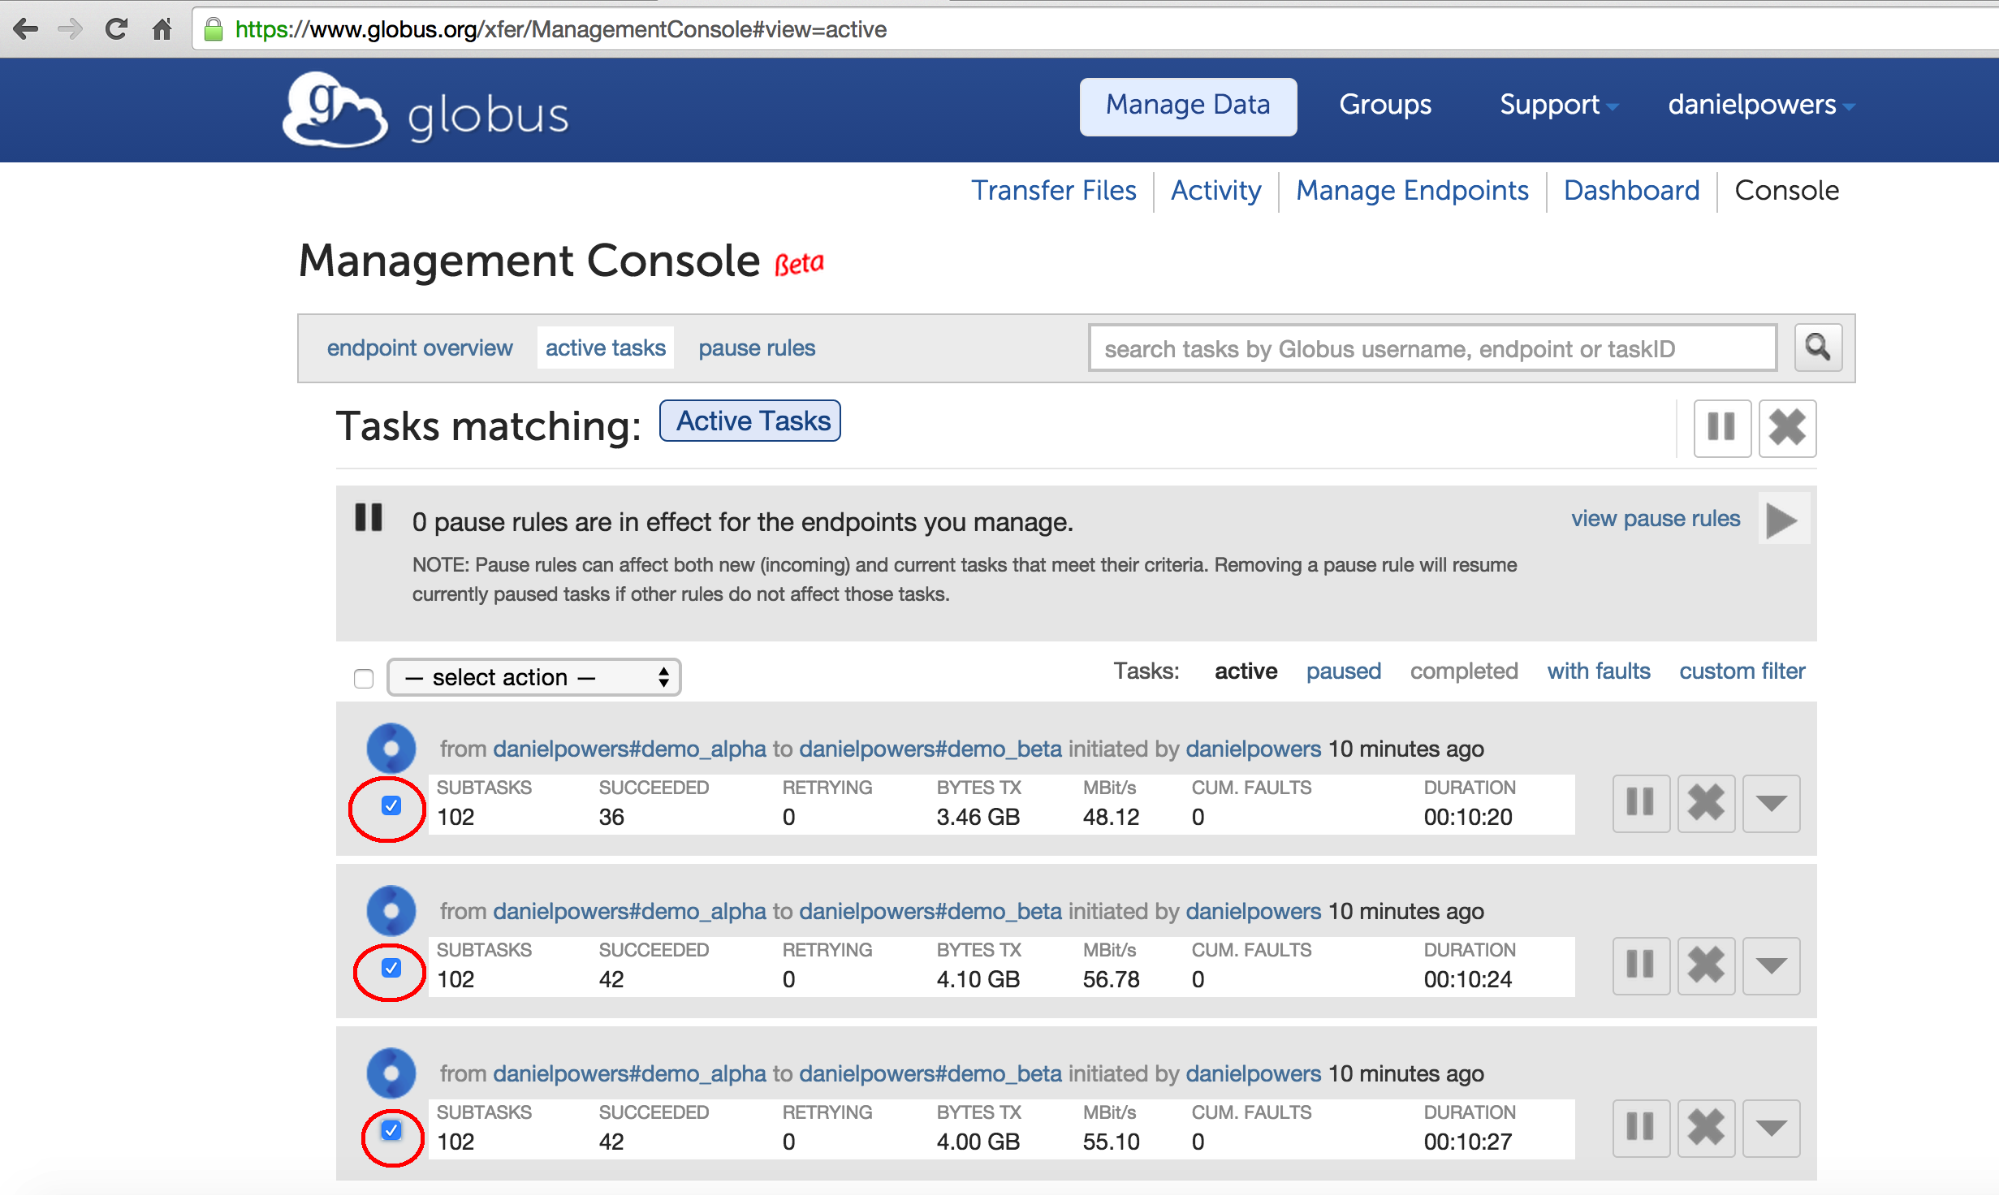 https://www.globus.org/xfer/ManagementConsole#view=active
g globus
Manage Data Groups Support danielpowers
Transfer Files Activity Manage Endpoints Dashboard Console
Management Console ßeta
endpoint overview active tasks pause rules search tasks by Globus username, endpoint or taskID
Tasks matching: Active Tasks
0 pause rules are in effect for the endpoints you manage. view pause rules
NOTE: Pause rules can affect both new (incoming) and current tasks that meet their criteria. Removing a pause rule will resume
currently paused tasks if other rules do not affect those tasks.
— select action — Tasks: active paused completed with faults custom filter
from danielpowers#demo_alpha to danielpowers#demo_beta initiated by danielpowers 10 minutes ago
SUBTASKS SUCCEEDED RETRYING BYTES TX MBit/s CUM. FAULTS DURATION
102 36 0 3.46 GB 48.12 0 00:10:20
from danielpowers#demo_alpha to danielpowers#demo_beta initiated by danielpowers 10 minutes ago
SUBTASKS SUCCEEDED RETRYING BYTES TX MBit/s CUM. FAULTS DURATION
102 42 0 4.10 GB 56.78 0 00:10:24
from danielpowers#demo_alpha to danielpowers#demo_beta initiated by danielpowers 10 minutes ago
SUBTASKS SUCCEEDED RETRYING BYTES TX MBit/s CUM. FAULTS DURATION
102 42 0 4.00 GB 55.10 0 00:10:27